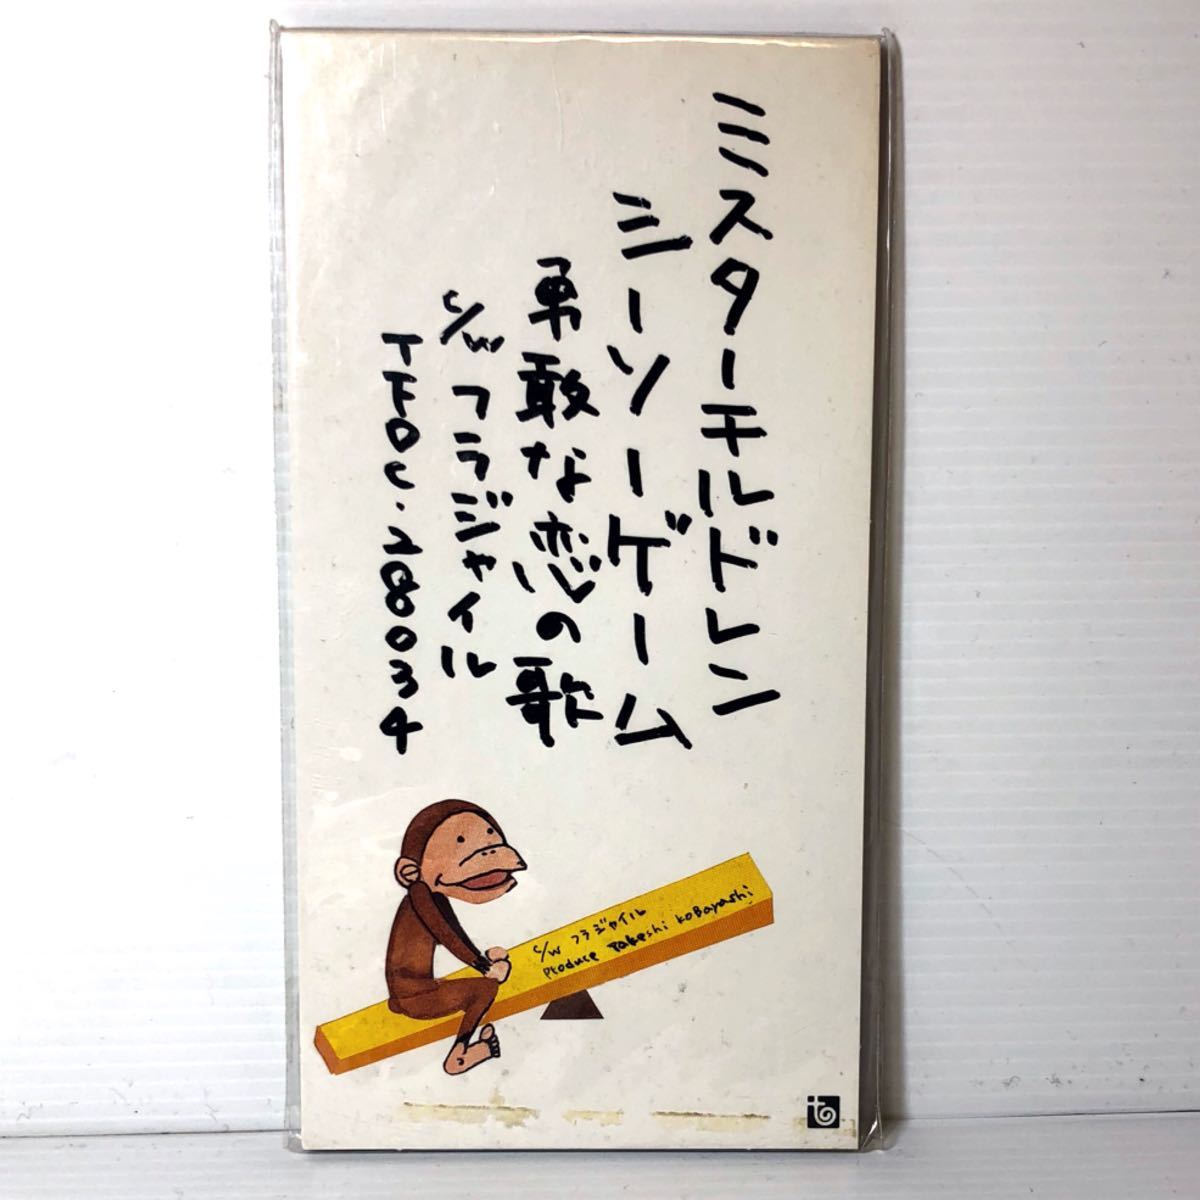 ミスターチルドレン
シーソーゲーム
勇敢な恋の歌
c/w フラジャイル
TFDC・28034
c/w フラジャイル
Produce Takeshi KoBayashi